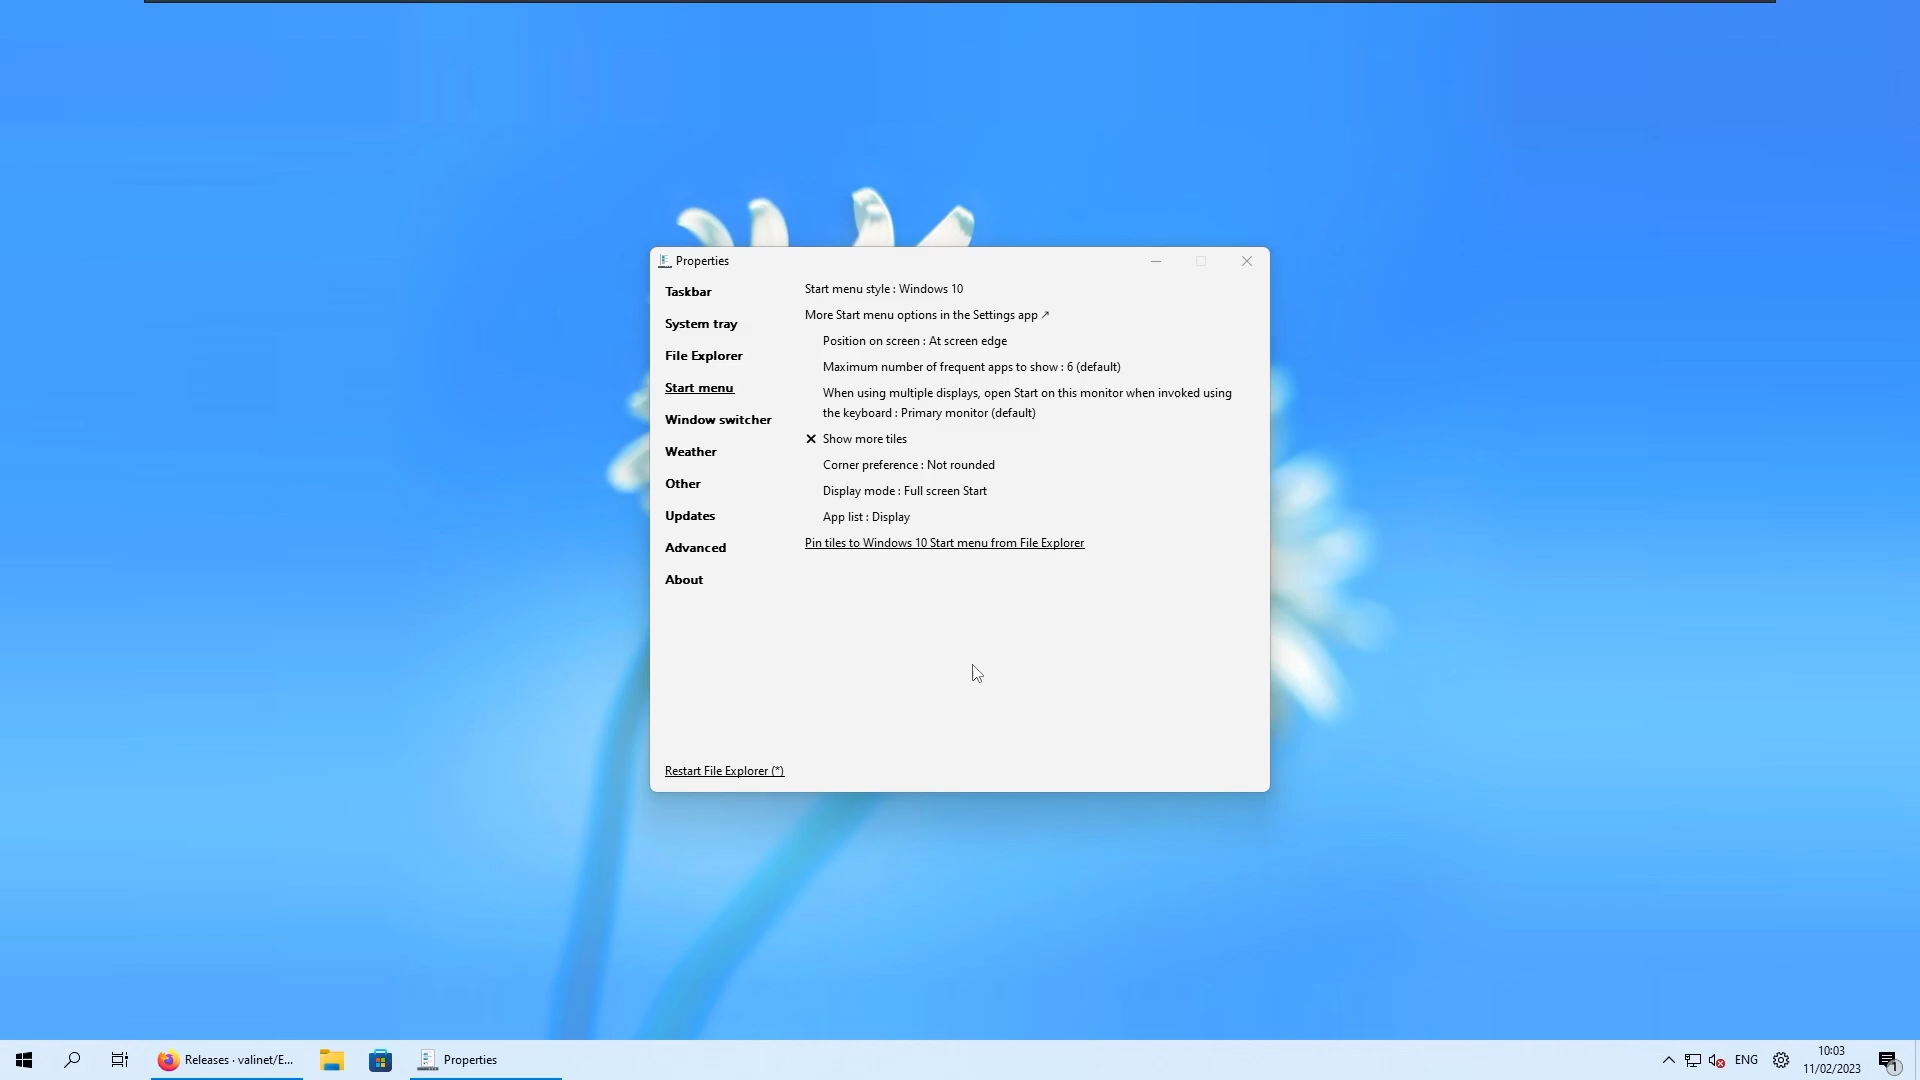 Properties
Taskbar
System tray
File Explorer
Start menu
Window switcher
Weather
Other
Updates
Advanced
About
Start menu style : Windows 10
More Start menu options in the Settings app ↗
Position on screen : At screen edge
Maximum number of frequent apps to show : 6 (default)
When using multiple displays, open Start on this monitor when invoked using
the keyboard : Primary monitor (default)
Show more tiles
Corner preference : Not rounded
Display mode : Full screen Start
App list : Display
Pin tiles to Windows 10 Start menu from File Explorer
Restart File Explorer (*)
Releases · valinet/E...
Properties
ENG
10:03
11/02/2023
1